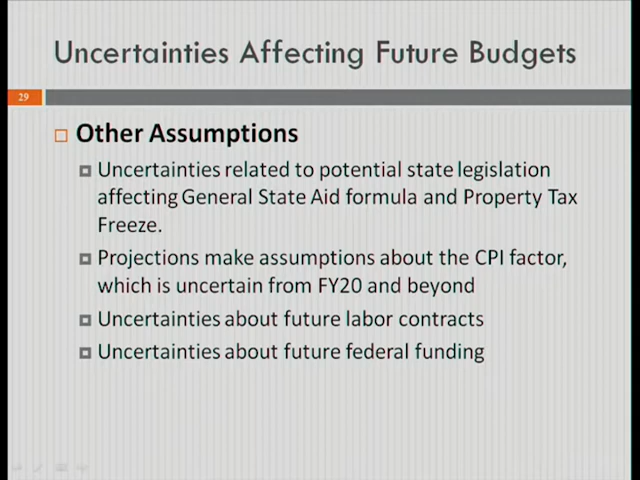 Uncertainties Affecting Future Budgets
29
Other Assumptions
Uncertainties related to potential state legislation
affecting General State Aid formula and Property Tax
Freeze.
Projections make assumptions about the CPI factor,
which is uncertain from FY20 and beyond
Uncertainties about future labor contracts
Uncertainties about future federal funding